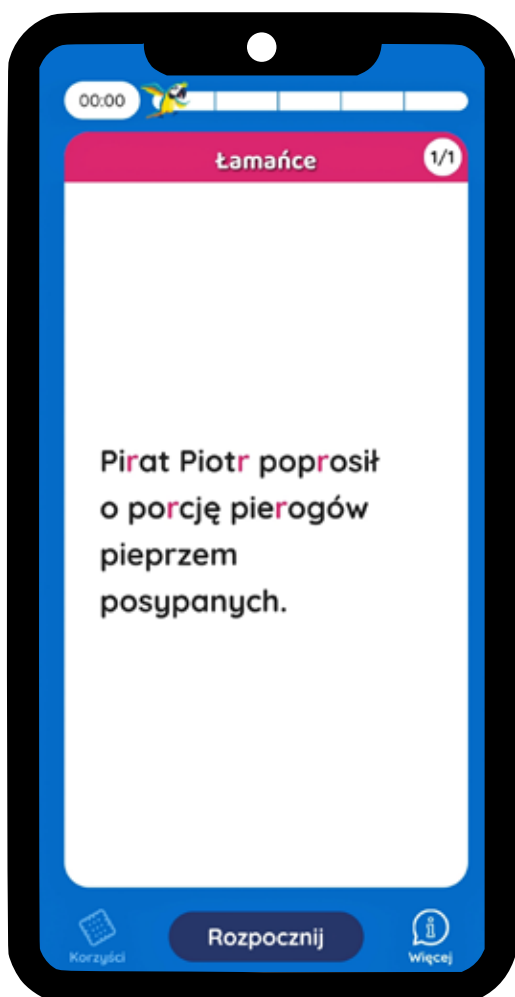 00:00
Łamańce
1/1
Pirat Piotr poprosił
o porcję pierogów
pieprzem
posypanych.
Korzyści
Rozpocznij
Więcej